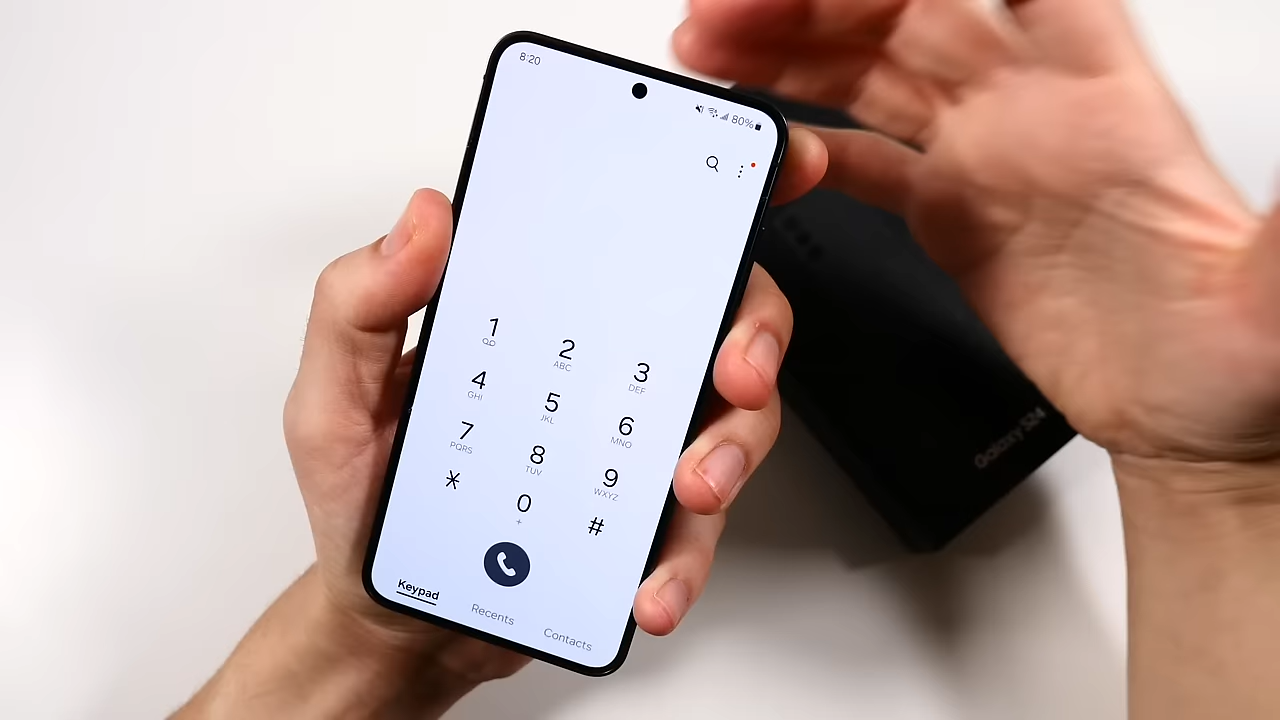 8:20
80%
1 2 3
ABC DEF
4 5 6
GHI JKL MNO
7 8 9
PQRS TUV WXYZ
* 0 #
+
Keypad Recents Contacts
Galaxy S24